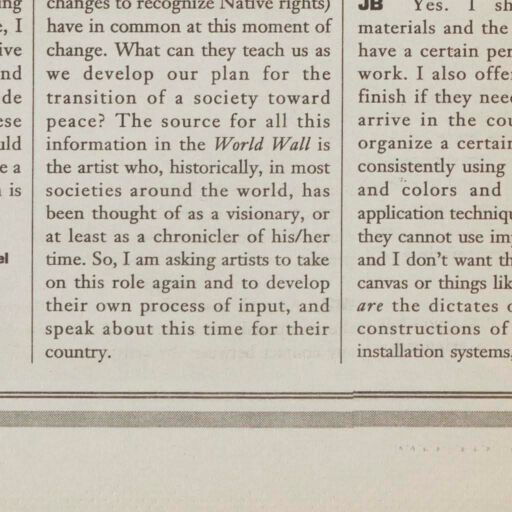 ing
, I
ive
nd
de
ese
uld
e a
is
el
changes to recognize Native rights)
have in common at this moment of
change. What can they teach us as
we develop our plan for the
transition of a society toward
peace? The source for all this
information in the World Wall is
the artist who, historically, in most
societies around the world, has
been thought of as a visionary, or
at least as a chronicler of his/her
time. So, I am asking artists to take
on this role again and to develop
their own process of input, and
speak about this time for their
country.
JB Yes. I sh
materials and the
have a certain per
work. I also offe
finish if they nee
arrive in the cou
organize a certain
consistently using
and colors and
application techniqu
they cannot use imp
and I don't want th
canvas or things lik
are the dictates o
constructions of
installation systems,